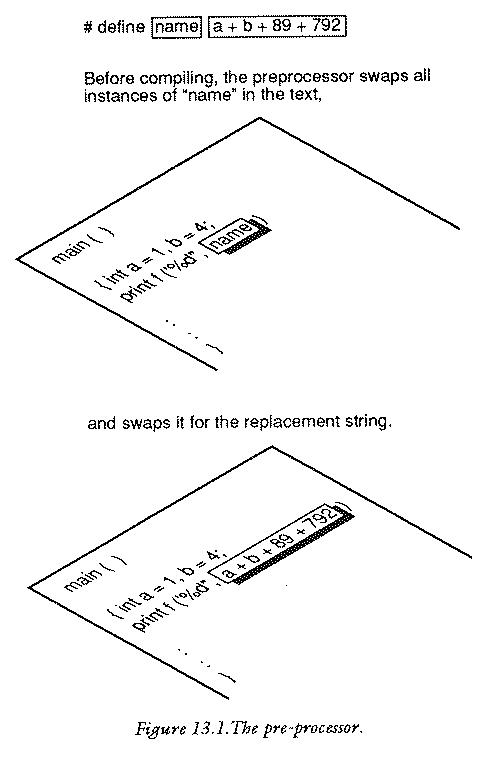 # define name a + b + 89 + 792
Before compiling, the preprocessor swaps all
instances of "name" in the text,
main ( )
{ int a = 1, b = 4;
print f ("%d" , name)
. . . . }
and swaps it for the replacement string.
main ( )
{ int a = 1, b = 4;
print f ("%d" , a + b + 89 + 792)
. . . . }
Figure 13.1.The pre-processor.